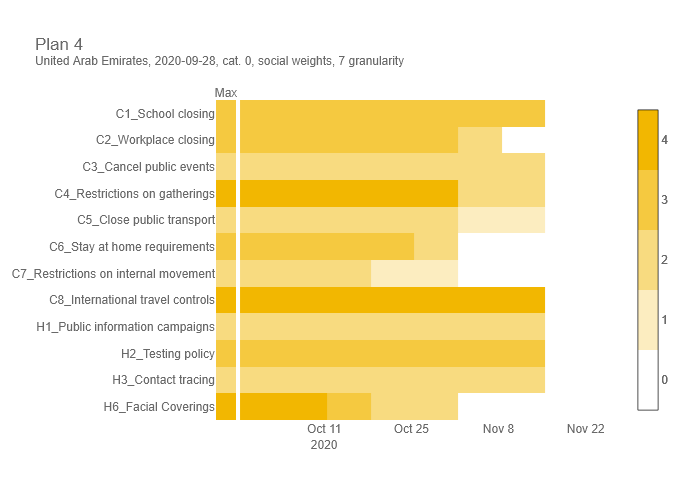 Plan 4
United Arab Emirates, 2020-09-28, cat. 0, social weights, 7 granularity
Max
C1_School closing
C2_Workplace closing
C3_Cancel public events
C4_Restrictions on gatherings
C5_Close public transport
C6_Stay at home requirements
C7_Restrictions on internal movement
C8_International travel controls
H1_Public information campaigns
H2_Testing policy
H3_Contact tracing
H6_Facial Coverings
Oct 11 Oct 25 Nov 8 Nov 22
2020
4
3
2
1
0